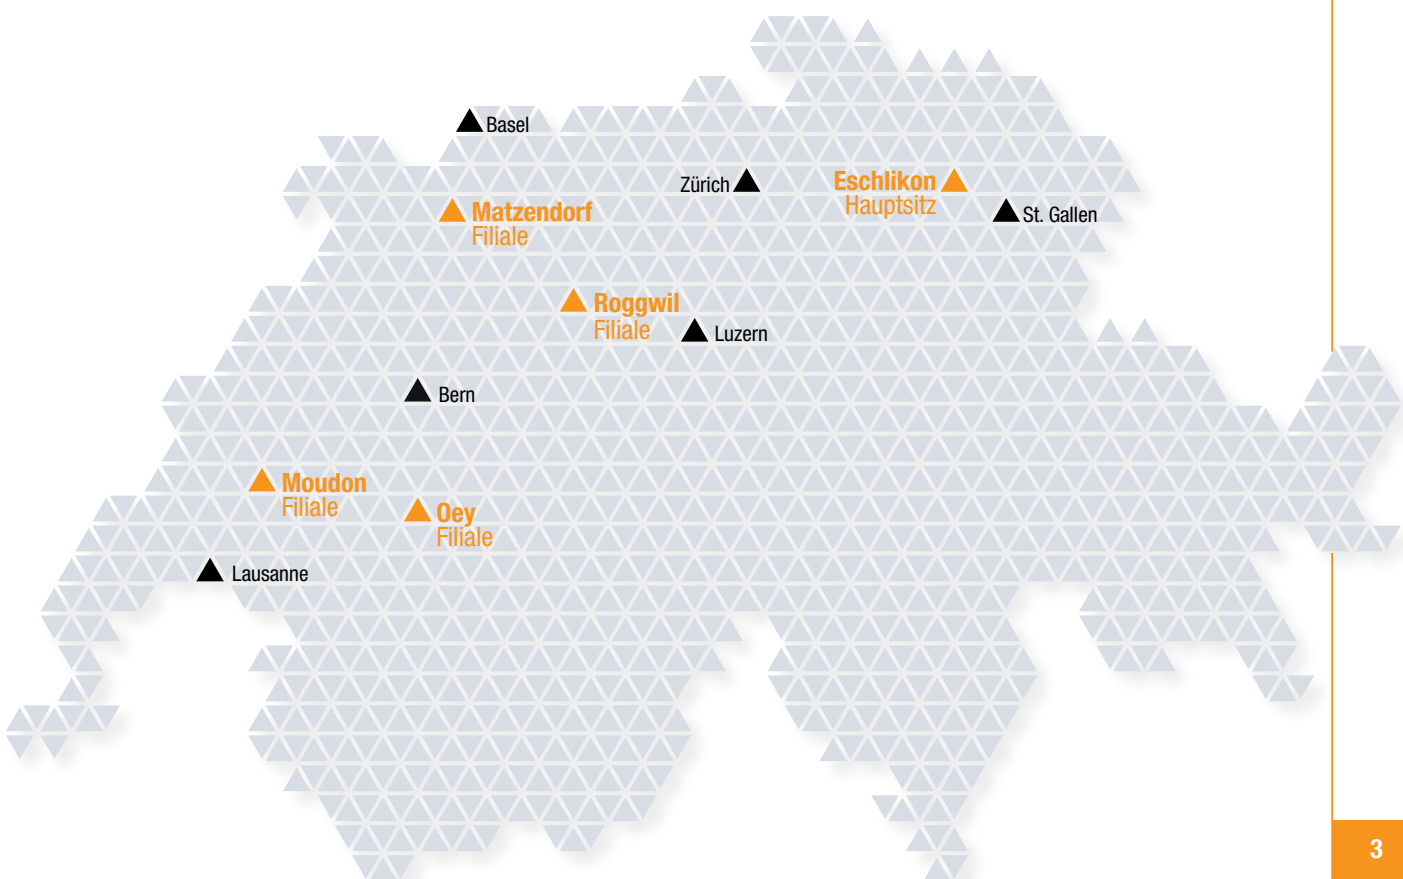 Basel
Zürich
Eschlikon
Hauptsitz
St. Gallen
Matzendorf
Filiale
Roggwil
Filiale
Luzern
Bern
Moudon
Filiale
Oey
Filiale
Lausanne
3